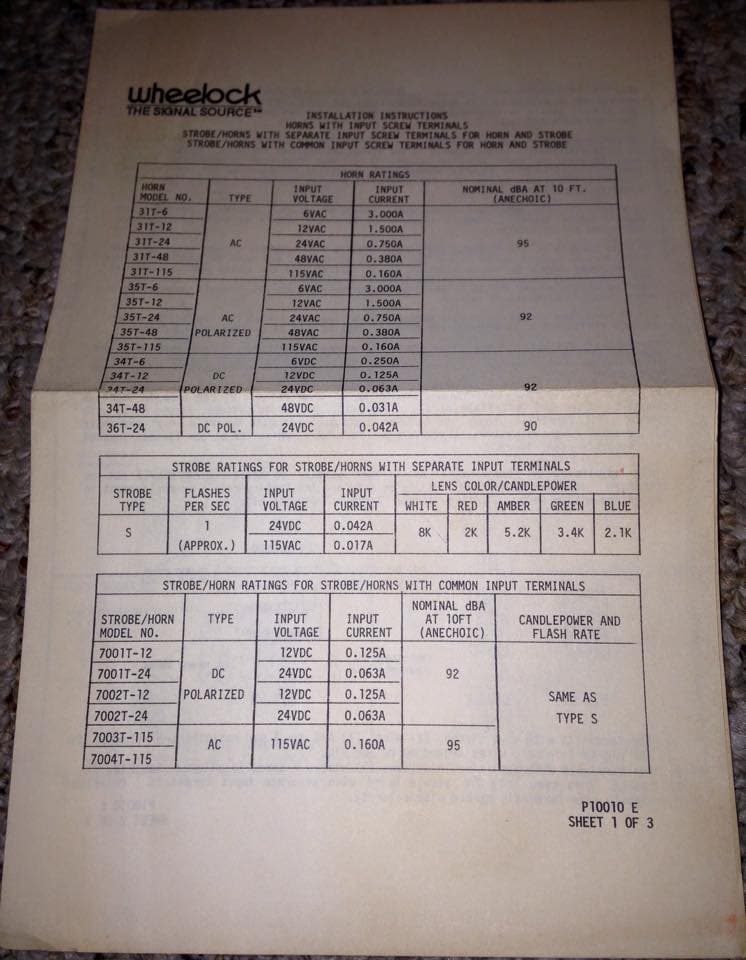 wheelock
THE SIGNAL SOURCE™
INSTALLATION INSTRUCTIONS
HORNS WITH INPUT SCREW TERMINALS
STROBE/HORNS WITH SEPARATE INPUT SCREW TERMINALS FOR HORN AND STROBE
STROBE/HORNS WITH COMMON INPUT SCREW TERMINALS FOR HORN AND STROBE
HORN RATINGS
HORN MODEL NO. TYPE INPUT VOLTAGE INPUT CURRENT NOMINAL dBA AT 10 FT. (ANECHOIC)
31T-6 6VAC 3.000A
31T-12 12VAC 1.500A
31T-24 AC 24VAC 0.750A 95
31T-48 48VAC 0.380A
31T-115 115VAC 0.160A
35T-6 6VAC 3.000A
35T-12 12VAC 1.500A
35T-24 AC 24VAC 0.750A 92
35T-48 POLARIZED 48VAC 0.380A
35T-115 115VAC 0.160A
34T-6 6VDC 0.250A
34T-12 DC 12VDC 0.125A
34T-24 POLARIZED 24VDC 0.063A 92
34T-48 48VDC 0.031A
36T-24 DC POL. 24VDC 0.042A 90
STROBE RATINGS FOR STROBE/HORNS WITH SEPARATE INPUT TERMINALS
STROBE TYPE FLASHES PER SEC INPUT VOLTAGE INPUT CURRENT LENS COLOR/CANDLEPOWER
WHITE RED AMBER GREEN BLUE
S 1 (APPROX.) 24VDC 0.042A 8K 2K 5.2K 3.4K 2.1K
115VAC 0.017A
STROBE/HORN RATINGS FOR STROBE/HORNS WITH COMMON INPUT TERMINALS
STROBE/HORN MODEL NO. TYPE INPUT VOLTAGE INPUT CURRENT NOMINAL dBA AT 10FT (ANECHOIC) CANDLEPOWER AND FLASH RATE
7001T-12 12VDC 0.125A
7001T-24 DC 24VDC 0.063A 92
7002T-12 POLARIZED 12VDC 0.125A SAME AS
7002T-24 24VDC 0.063A TYPE S
7003T-115 AC 115VAC 0.160A 95
7004T-115
P10010 E
SHEET 1 OF 3